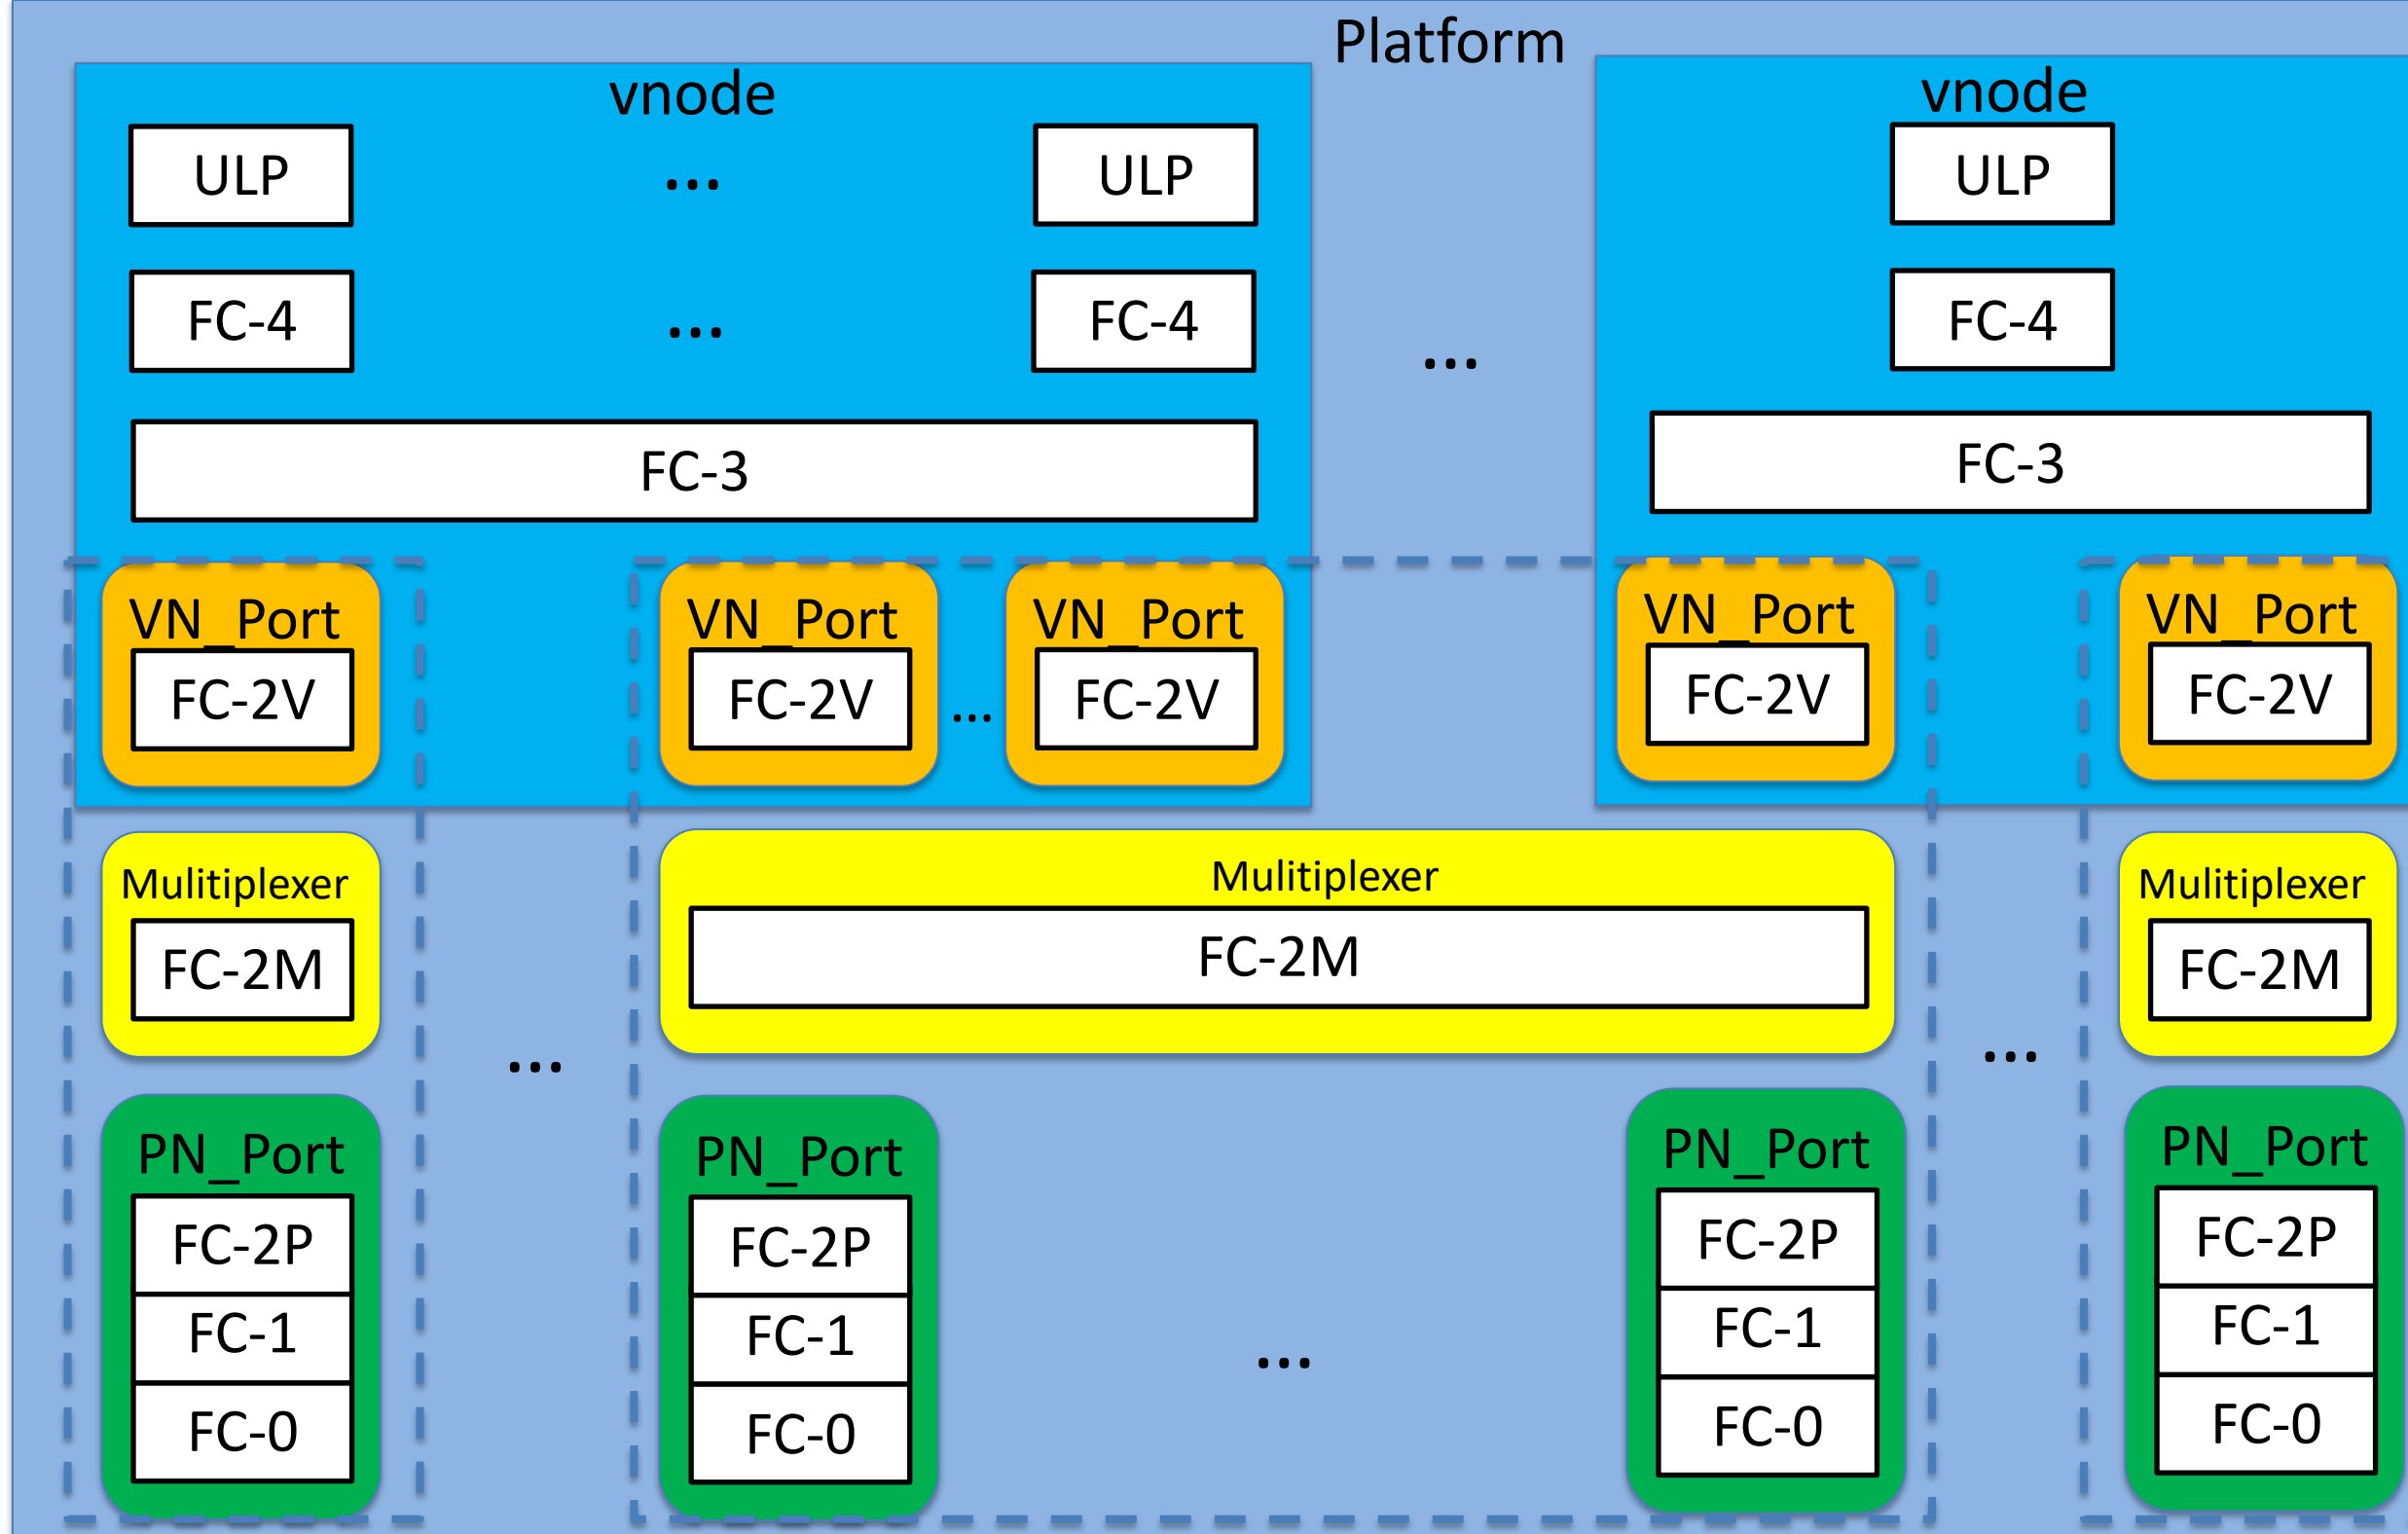 Platform
vnode
vnode
ULP
...
ULP
ULP
FC-4
...
FC-4
...
FC-4
FC-3
FC-3
VN_Port
VN_Port
VN_Port
VN_Port
VN_Port
FC-2V
FC-2V
...
FC-2V
FC-2V
FC-2V
Mulitiplexer
Mulitiplexer
Mulitiplexer
FC-2M
FC-2M
FC-2M
...
...
PN_Port
PN_Port
PN_Port
PN_Port
FC-2P
FC-2P
FC-2P
FC-2P
FC-1
FC-1
...
FC-1
FC-1
FC-0
FC-0
FC-0
FC-0